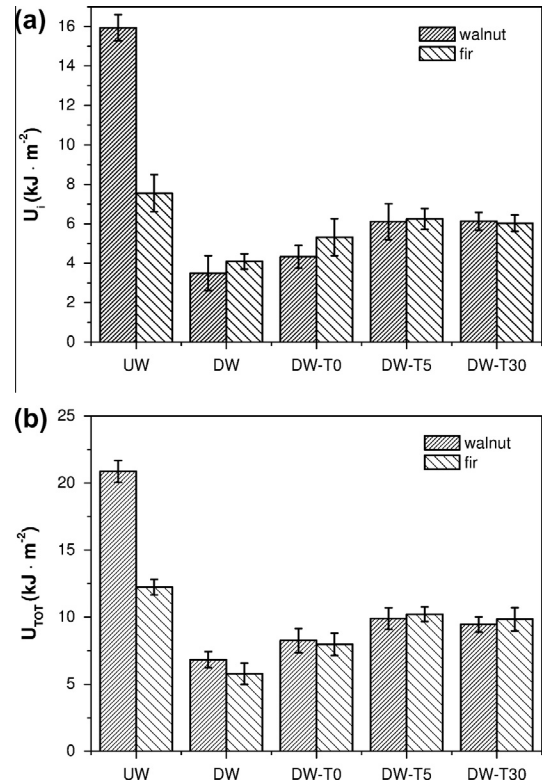 (a)
16
14
12
10
8
6
4
2
0
U_i (kJ · m⁻²)
walnut
fir
UW DW DW-T0 DW-T5 DW-T30
(b)
25
20
15
10
5
0
U_TOT (kJ · m⁻²)
walnut
fir
UW DW DW-T0 DW-T5 DW-T30